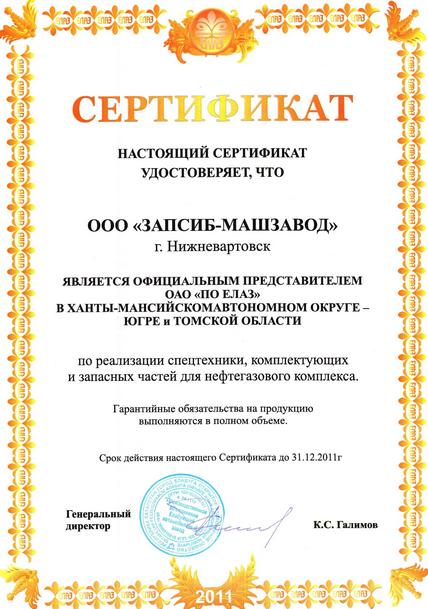 СЕРТИФИКАТ
НАСТОЯЩИЙ СЕРТИФИКАТ
УДОСТОВЕРЯЕТ, ЧТО
ООО «ЗАПСИБ-МАШЗАВОД»
г. Нижневартовск
ЯВЛЯЕТСЯ ОФИЦИАЛЬНЫМ ПРЕДСТАВИТЕЛЕМ
ОАО «ПО ЕЛАЗ»
В ХАНТЫ-МАНСИЙСКОМАВТОНОМНОМ ОКРУГЕ –
ЮГРЕ и ТОМСКОЙ ОБЛАСТИ
по реализации спецтехники, комплектующих
и запасных частей для нефтегазового комплекса.
Гарантийные обязательства на продукцию
выполняются в полном объеме.
Срок действия настоящего Сертификата до 31.12.2011г
Генеральный
директор
К.С. Галимов
2011